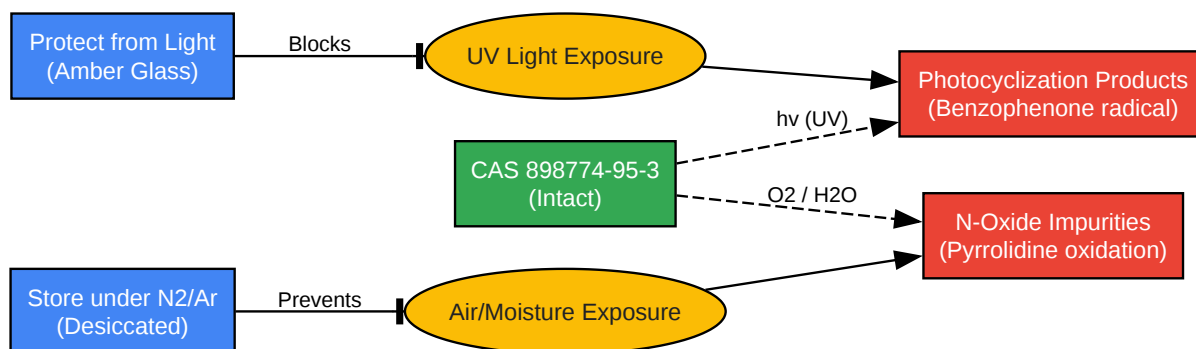 Protect from Light
(Amber Glass)
Blocks
UV Light Exposure
Photocyclization Products
(Benzophenone radical)
hv (UV)
CAS 898774-95-3
(Intact)
O2 / H2O
N-Oxide Impurities
(Pyrrolidine oxidation)
Store under N2/Ar
(Desiccated)
Prevents
Air/Moisture Exposure